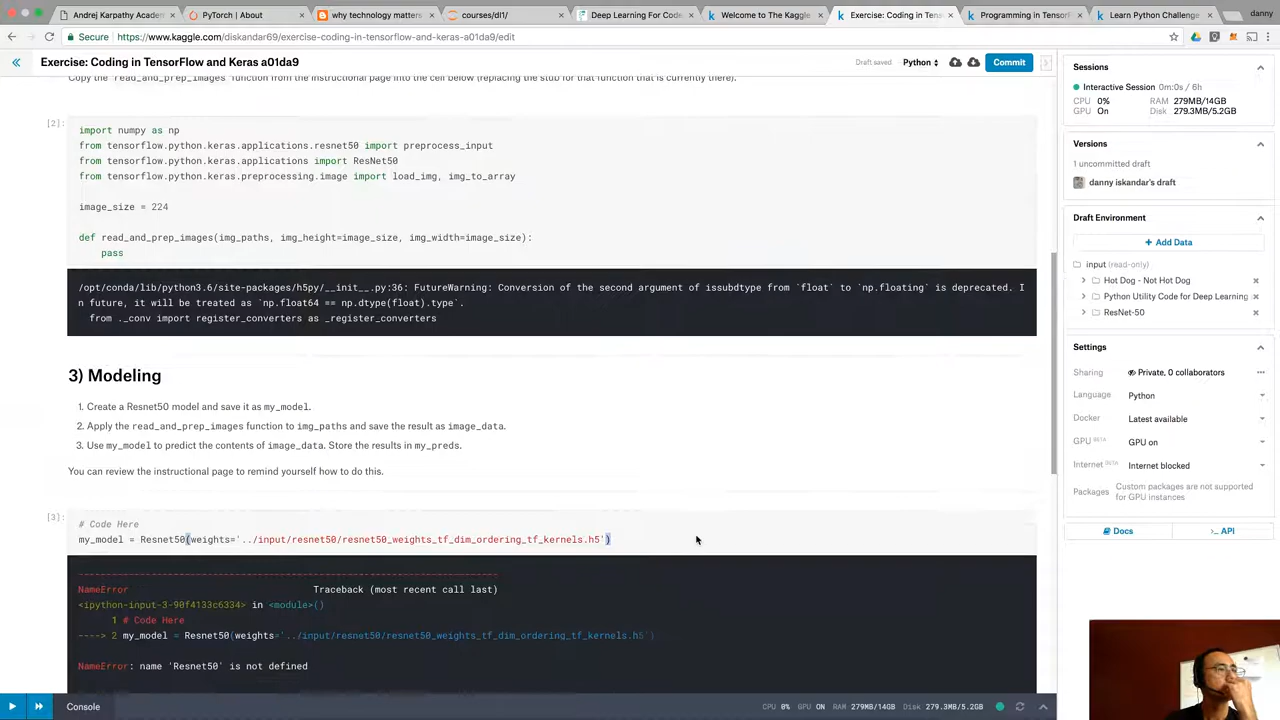 Andrej Karpathy Academ
PyTorch | About
why technology matters
courses/dl1/
Deep Learning For Code
Welcome to The Kaggle
Exercise: Coding in Tens
Programming in TensorF
Learn Python Challenge
danny
Secure
https://www.kaggle.com/diskandar69/exercise-coding-in-tensorflow-and-keras-a01da9/edit
Exercise: Coding in TensorFlow and Keras a01da9
Draft saved
Python
Commit
Copy the read_and_prep_images function from the instructional page into the cell below (replacing the stub for that function that is currently there).
[2]:
import numpy as np
from tensorflow.python.keras.applications.resnet50 import preprocess_input
from tensorflow.python.keras.applications import ResNet50
from tensorflow.python.keras.preprocessing.image import load_img, img_to_array
image_size = 224
def read_and_prep_images(img_paths, img_height=image_size, img_width=image_size):
pass
/opt/conda/lib/python3.6/site-packages/h5py/__init__.py:36: FutureWarning: Conversion of the second argument of issubdtype from `float` to `np.floating` is deprecated. I
n future, it will be treated as `np.float64 == np.dtype(float).type`.
from ._conv import register_converters as _register_converters
3) Modeling
1. Create a Resnet50 model and save it as my_model.
2. Apply the read_and_prep_images function to img_paths and save the result as image_data.
3. Use my_model to predict the contents of image_data. Store the results in my_preds.
You can review the instructional page to remind yourself how to do this.
[3]:
# Code Here
my_model = Resnet50(weights='../input/resnet50/resnet50_weights_tf_dim_ordering_tf_kernels.h5')
---------------------------------------------------------------------------
NameError Traceback (most recent call last)
<ipython-input-3-90f4133c6334> in <module>()
1 # Code Here
----> 2 my_model = Resnet50(weights='../input/resnet50/resnet50_weights_tf_dim_ordering_tf_kernels.h5')
NameError: name 'Resnet50' is not defined
Console
CPU 0% GPU ON RAM 279MB/14GB Disk 279.3MB/5.2GB
Sessions
Interactive Session 0m:0s / 6h
CPU 0% RAM 279MB/14GB
GPU On Disk 279.3MB/5.2GB
Versions
1 uncommitted draft
danny iskandar's draft
Draft Environment
+ Add Data
input (read-only)
Hot Dog - Not Hot Dog
Python Utility Code for Deep Learning
ResNet-50
Settings
Sharing Private, 0 collaborators
Language Python
Docker Latest available
GPU BETA GPU on
Internet BETA Internet blocked
Packages Custom packages are not supported
for GPU instances
Docs
>_ API